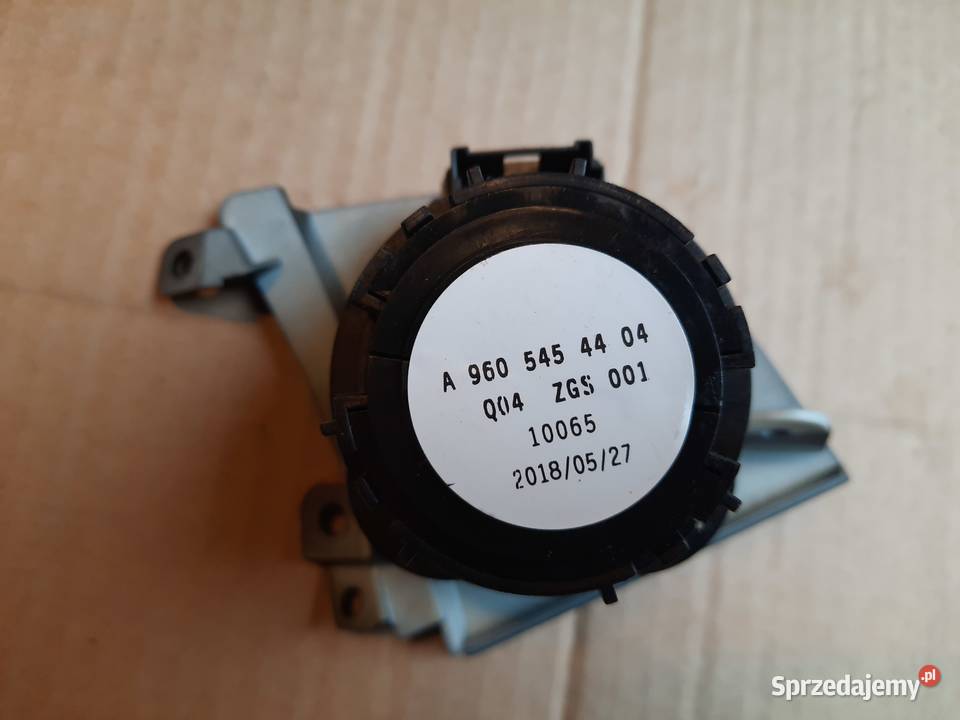 A 960 545 44 04
Q04 ZGS 001
10065
2018/05/27
Sprzedajemy.pl